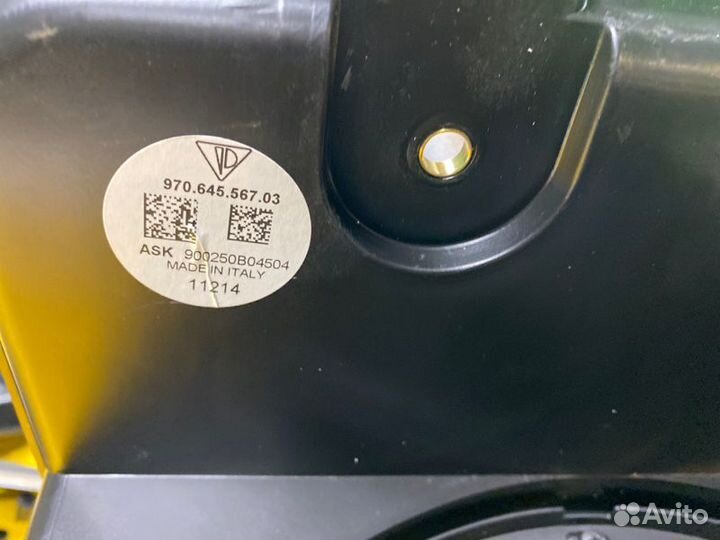 970.645.567.03
ASK 900250B04504
MADE IN ITALY
11214
Avito